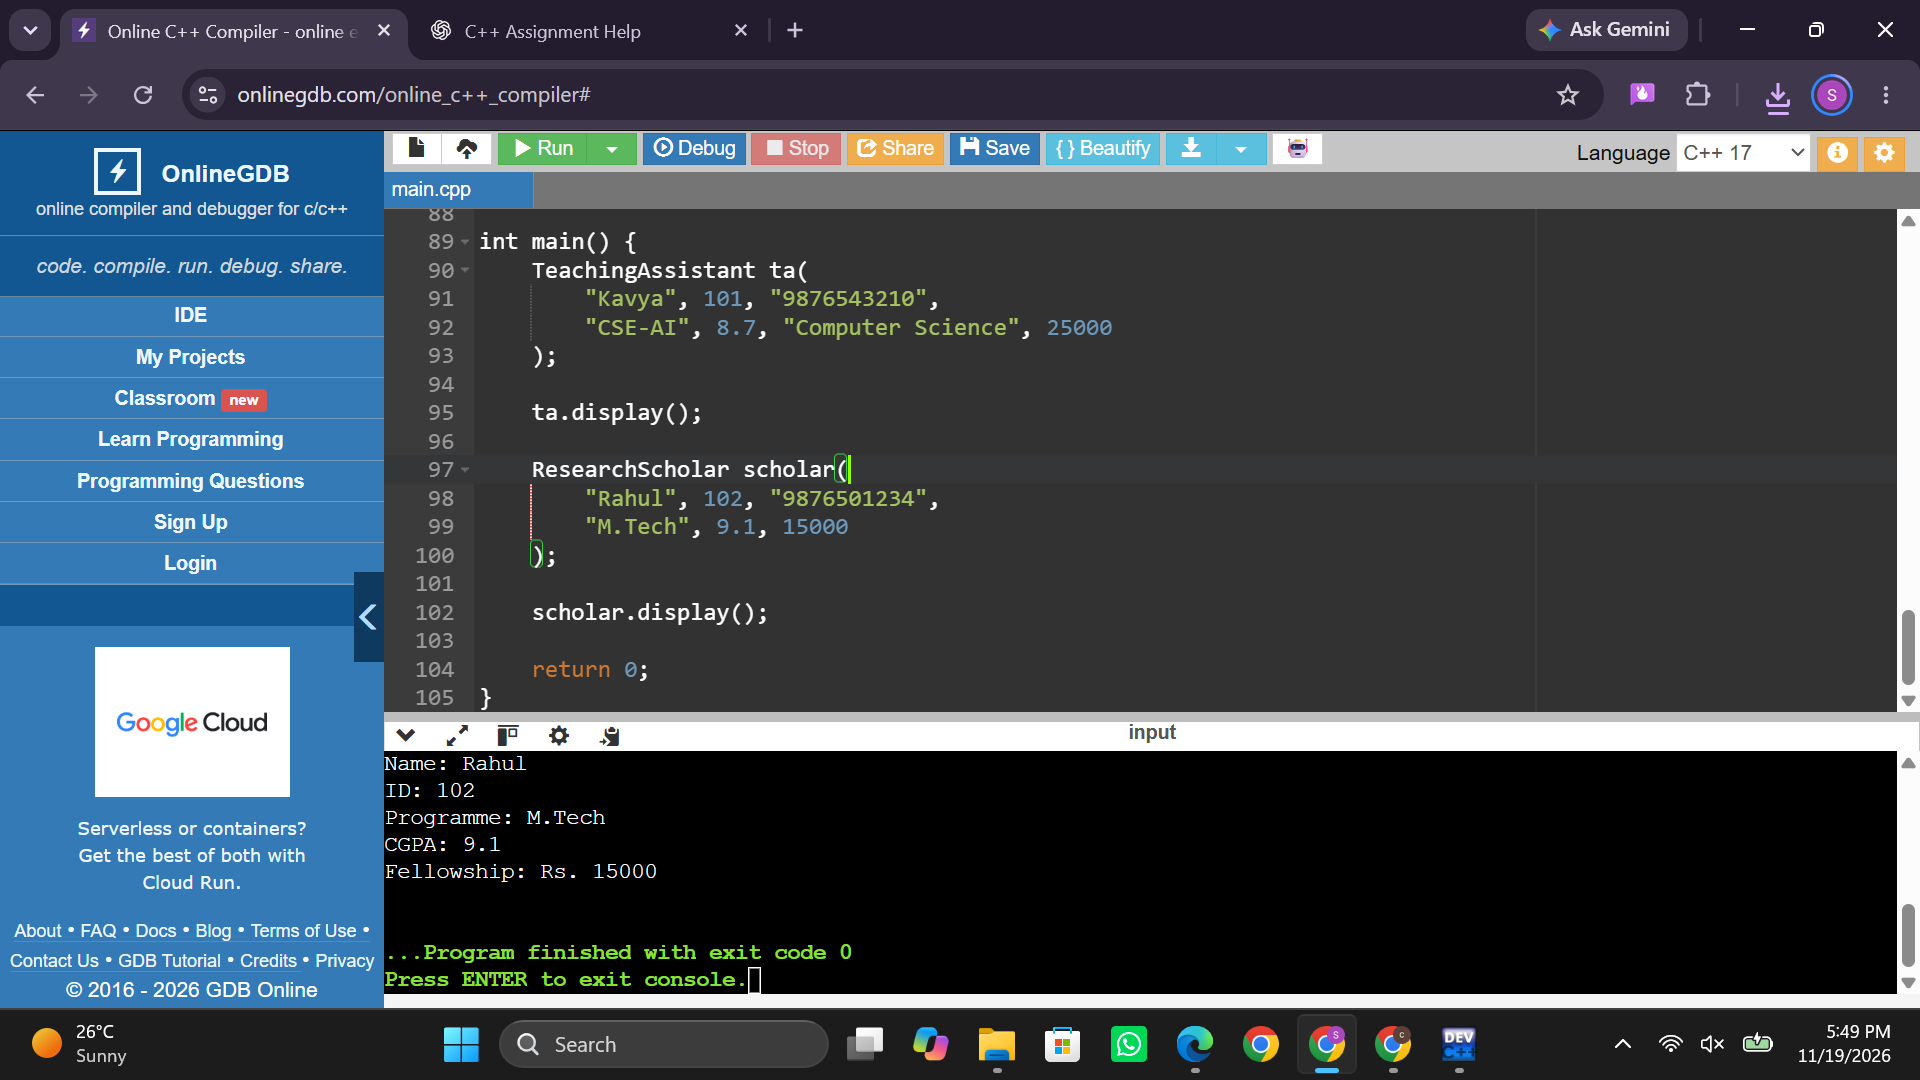 Online C++ Compiler - online e
C++ Assignment Help
Ask Gemini
onlinegdb.com/online_c++_compiler#
S
OnlineGDB
online compiler and debugger for c/c++
code. compile. run. debug. share.
IDE
My Projects
Classroom new
Learn Programming
Programming Questions
Sign Up
Login
Google Cloud
Serverless or containers?
Get the best of both with
Cloud Run.
About • FAQ • Docs • Blog • Terms of Use •
Contact Us • GDB Tutorial • Credits • Privacy
© 2016 - 2026 GDB Online
Run Debug Stop Share Save { } Beautify
Language C++ 17
main.cpp
88
89 int main() {
90 TeachingAssistant ta(
91 "Kavya", 101, "9876543210",
92 "CSE-AI", 8.7, "Computer Science", 25000
93 );
94
95 ta.display();
96
97 ResearchScholar scholar(
98 "Rahul", 102, "9876501234",
99 "M.Tech", 9.1, 15000
100 );
101
102 scholar.display();
103
104 return 0;
105 }
input
Name: Rahul
ID: 102
Programme: M.Tech
CGPA: 9.1
Fellowship: Rs. 15000
...Program finished with exit code 0
Press ENTER to exit console.
26°C
Sunny
Search
S
C
DEV
C++
5:49 PM
11/19/2026